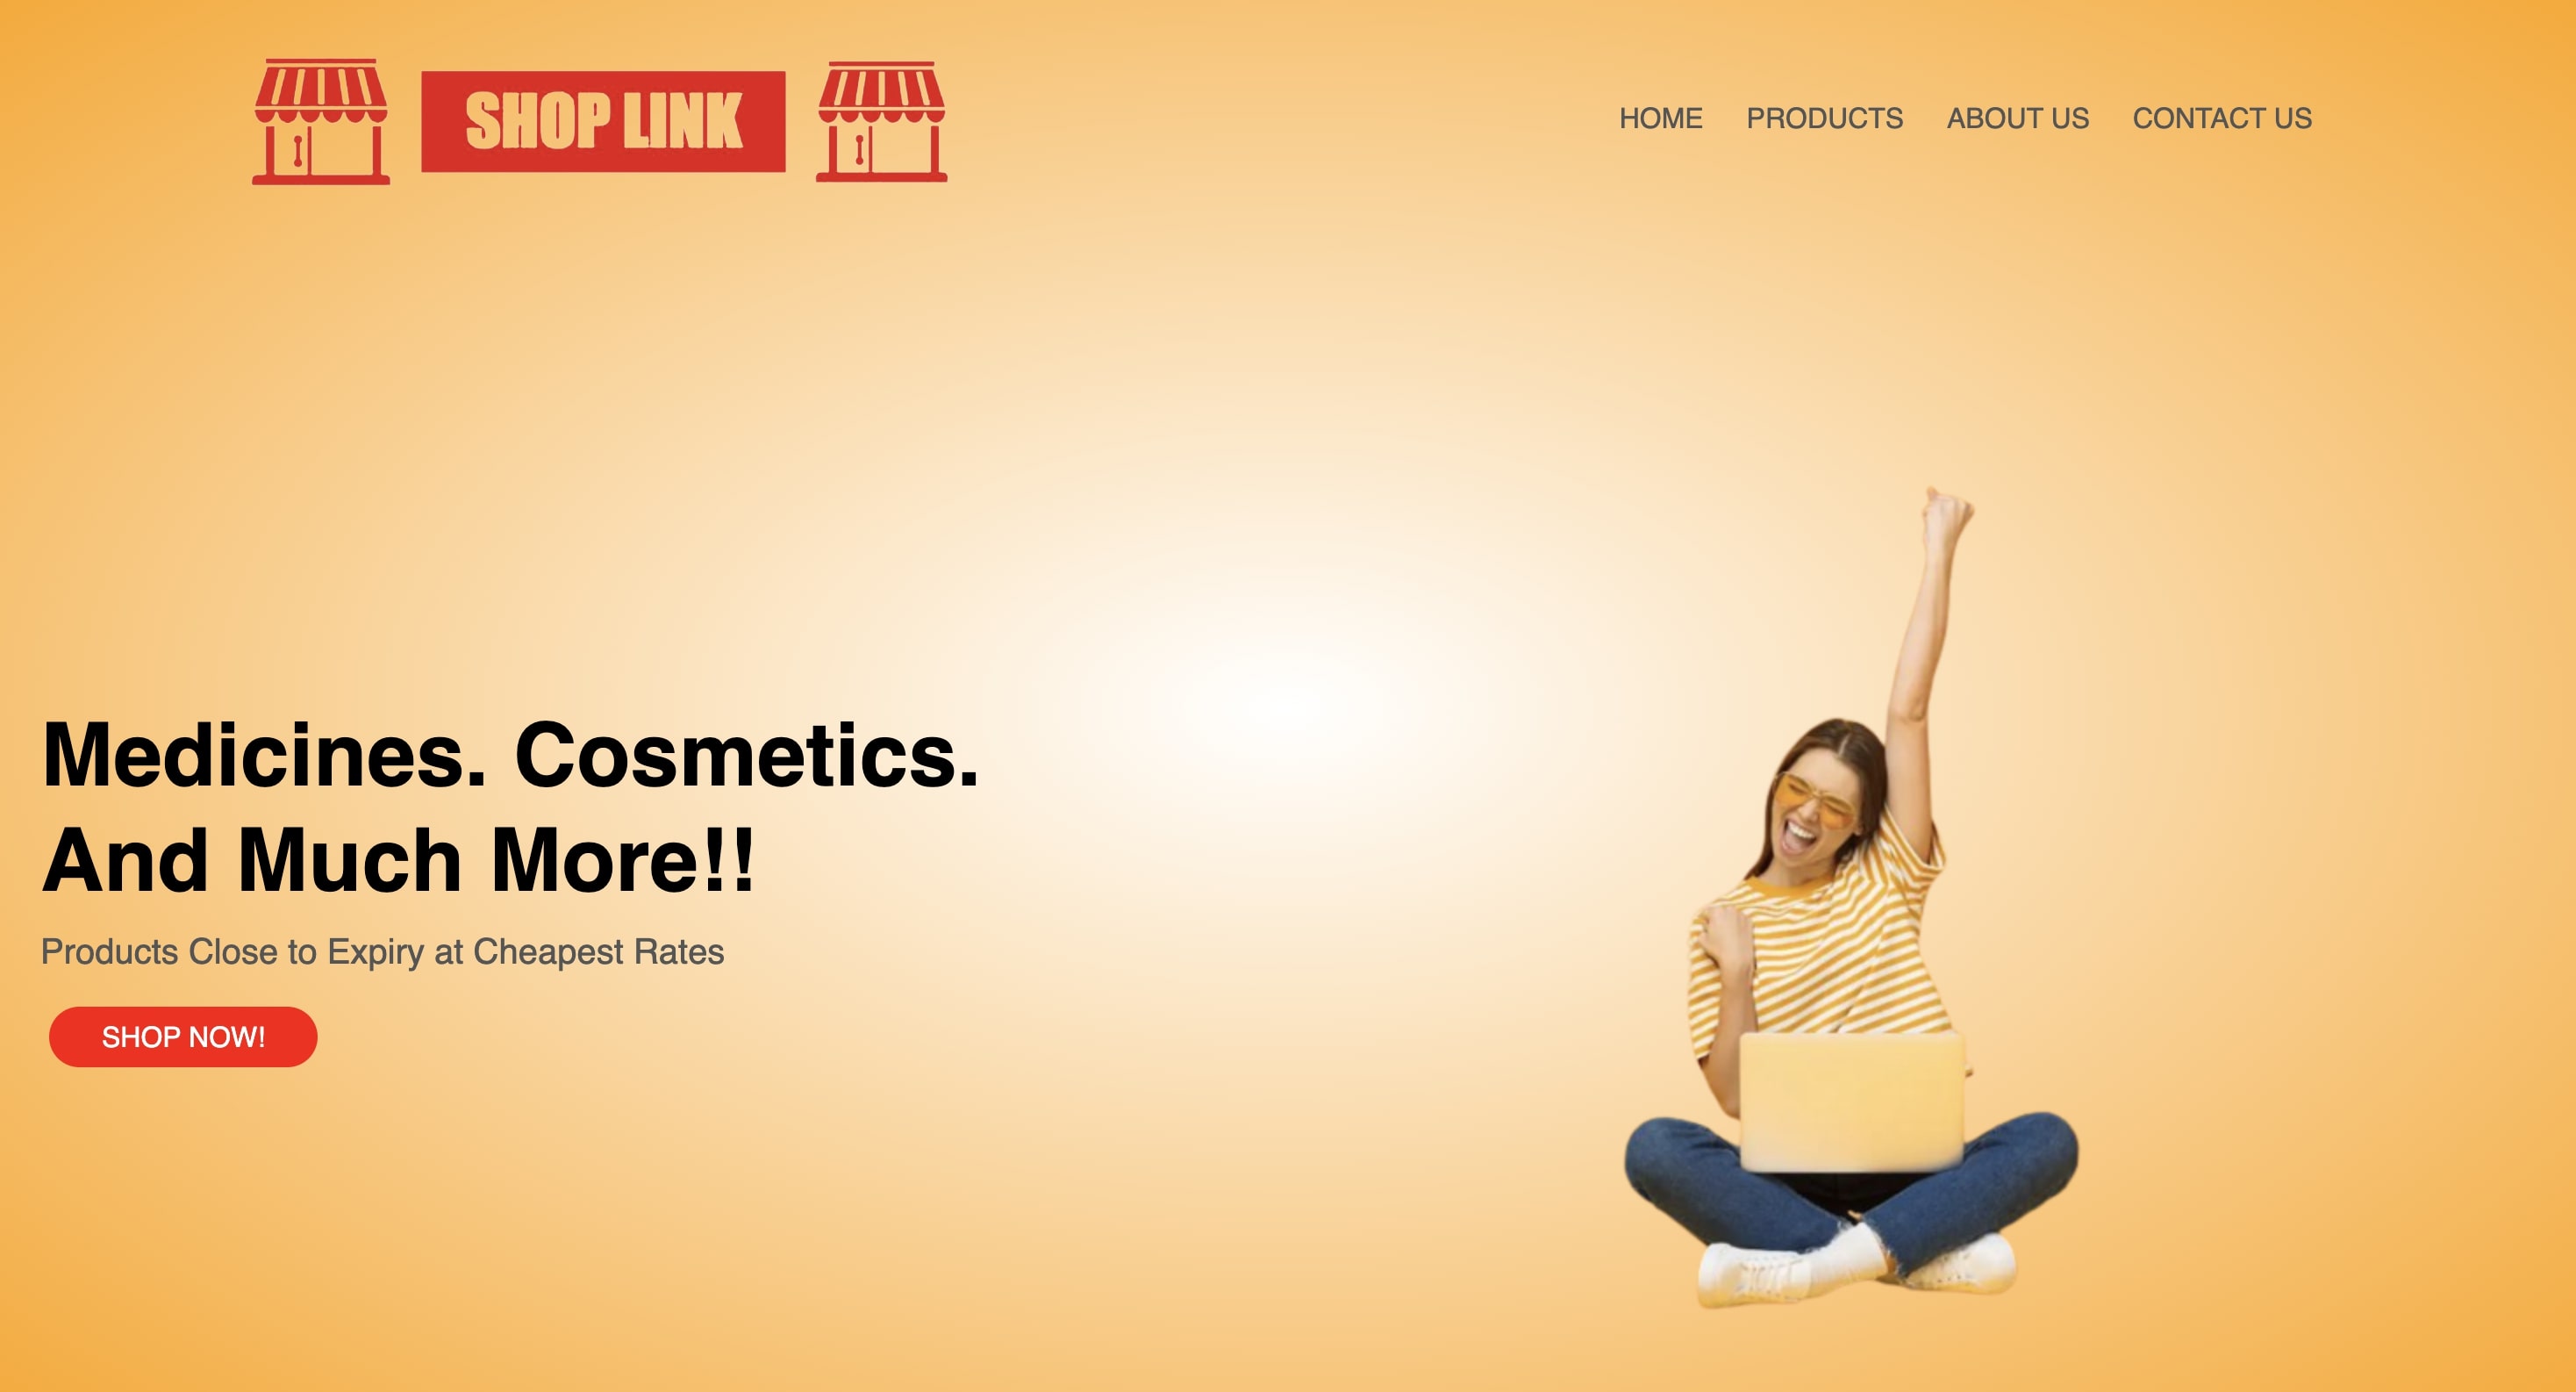 SHOP LINK
HOME PRODUCTS ABOUT US CONTACT US
Medicines. Cosmetics.
And Much More!!
Products Close to Expiry at Cheapest Rates
SHOP NOW!